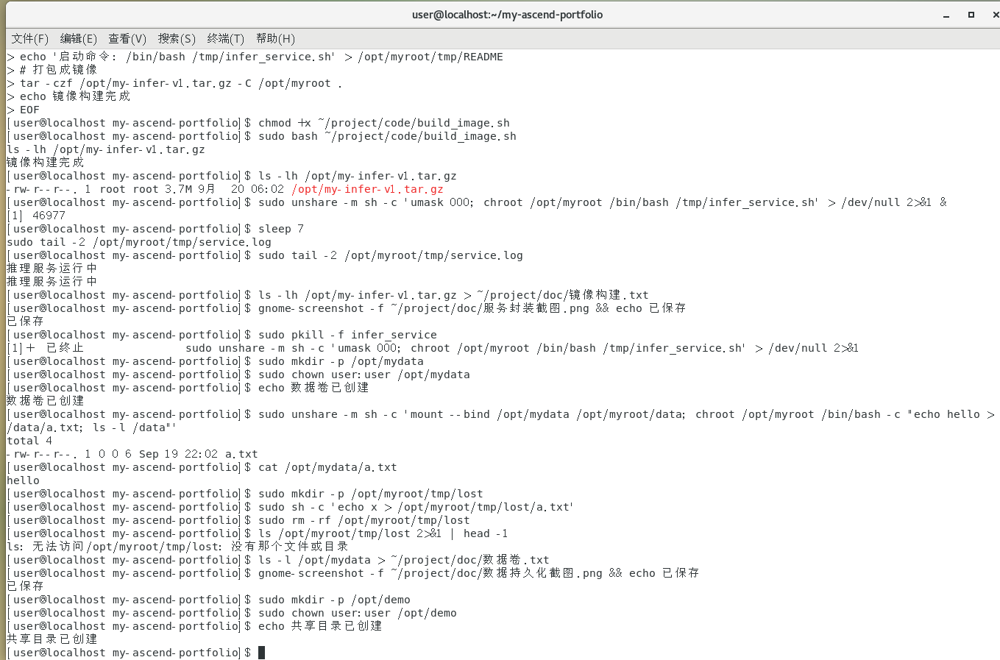 user@localhost:~/my-ascend-portfolio
文件(F) 编辑(E) 查看(V) 搜索(S) 终端(T) 帮助(H)
> echo '启动命令: /bin/bash /tmp/infer_service.sh' > /opt/myroot/tmp/README
> # 打包成镜像
> tar -czf /opt/my-infer-v1.tar.gz -C /opt/myroot .
> echo 镜像构建完成
> EOF
[user@localhost my-ascend-portfolio]$ chmod +x ~/project/code/build_image.sh
[user@localhost my-ascend-portfolio]$ sudo bash ~/project/code/build_image.sh
ls -lh /opt/my-infer-v1.tar.gz
镜像构建完成
[user@localhost my-ascend-portfolio]$ ls -lh /opt/my-infer-v1.tar.gz
-rw-r--r--. 1 root root 3.7M 9月  20 06:02 /opt/my-infer-v1.tar.gz
[user@localhost my-ascend-portfolio]$ sudo unshare -m sh -c 'umask 000; chroot /opt/myroot /bin/bash /tmp/infer_service.sh' > /dev/null 2>&1 &
[1] 46977
[user@localhost my-ascend-portfolio]$ sleep 7
sudo tail -2 /opt/myroot/tmp/service.log
[user@localhost my-ascend-portfolio]$ sudo tail -2 /opt/myroot/tmp/service.log
推理服务运行中
推理服务运行中
[user@localhost my-ascend-portfolio]$ ls -lh /opt/my-infer-v1.tar.gz > ~/project/doc/镜像构建.txt
[user@localhost my-ascend-portfolio]$ gnome-screenshot -f ~/project/doc/服务封装截图.png && echo 已保存
已保存
[user@localhost my-ascend-portfolio]$ sudo pkill -f infer_service
[1]+  已终止               sudo unshare -m sh -c 'umask 000; chroot /opt/myroot /bin/bash /tmp/infer_service.sh' > /dev/null 2>&1
[user@localhost my-ascend-portfolio]$ sudo mkdir -p /opt/mydata
[user@localhost my-ascend-portfolio]$ sudo chown user:user /opt/mydata
[user@localhost my-ascend-portfolio]$ echo 数据卷已创建
数据卷已创建
[user@localhost my-ascend-portfolio]$ sudo unshare -m sh -c 'mount --bind /opt/mydata /opt/myroot/data; chroot /opt/myroot /bin/bash -c "echo hello >
/data/a.txt; ls -l /data"'
total 4
-rw-r--r--. 1 0 0 6 Sep 19 22:02 a.txt
[user@localhost my-ascend-portfolio]$ cat /opt/mydata/a.txt
hello
[user@localhost my-ascend-portfolio]$ sudo mkdir -p /opt/myroot/tmp/lost
[user@localhost my-ascend-portfolio]$ sudo sh -c 'echo x > /opt/myroot/tmp/lost/a.txt'
[user@localhost my-ascend-portfolio]$ sudo rm -rf /opt/myroot/tmp/lost
[user@localhost my-ascend-portfolio]$ ls /opt/myroot/tmp/lost 2>&1 | head -1
ls: 无法访问/opt/myroot/tmp/lost: 没有那个文件或目录
[user@localhost my-ascend-portfolio]$ ls -l /opt/mydata > ~/project/doc/数据卷.txt
[user@localhost my-ascend-portfolio]$ gnome-screenshot -f ~/project/doc/数据持久化截图.png && echo 已保存
已保存
[user@localhost my-ascend-portfolio]$ sudo mkdir -p /opt/demo
[user@localhost my-ascend-portfolio]$ sudo chown user:user /opt/demo
[user@localhost my-ascend-portfolio]$ echo 共享目录已创建
共享目录已创建
[user@localhost my-ascend-portfolio]$